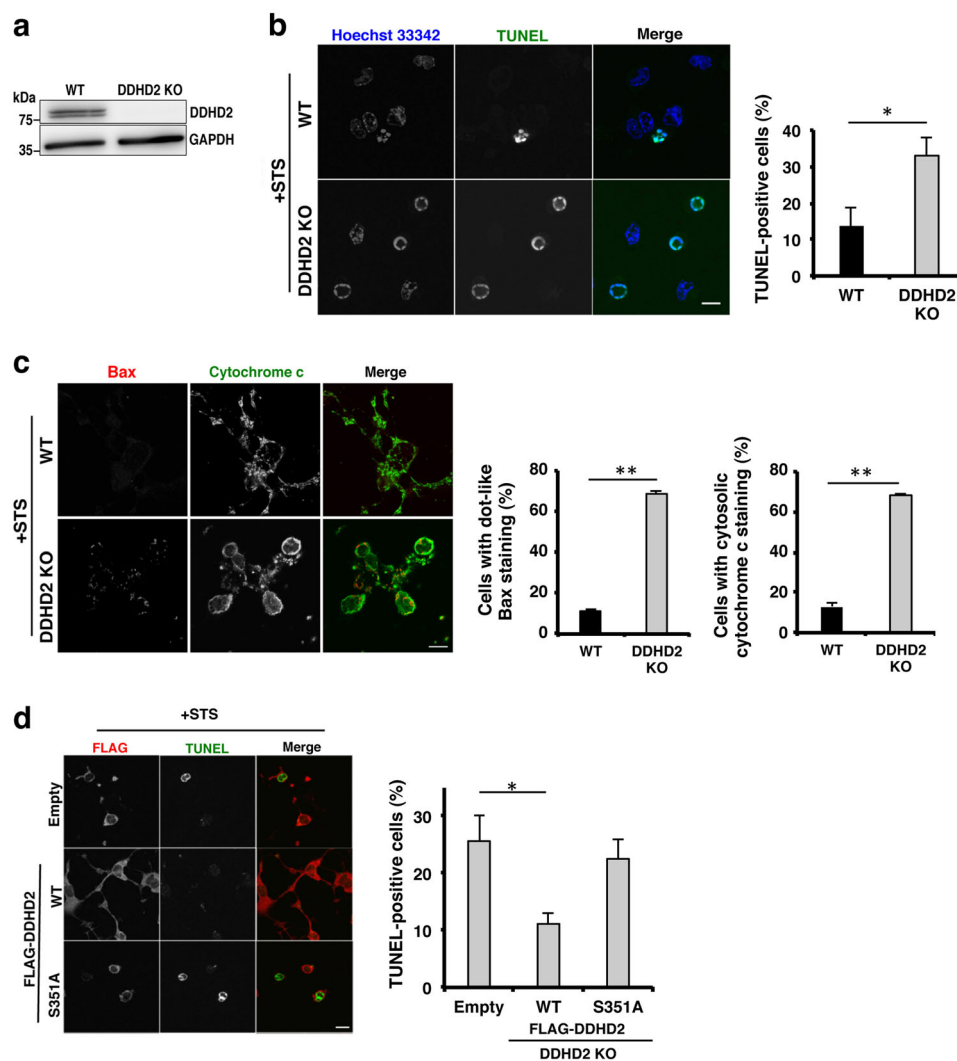 a
WT DDHD2 KO
kDa
75
DDHD2
35
GAPDH
b
Hoechst 33342 TUNEL Merge
+STS
WT
DDHD2 KO
TUNEL-positive cells (%)
40
30
20
10
0
*
WT DDHD2
KO
c
Bax Cytochrome c Merge
+STS
WT
DDHD2 KO
Cells with dot-like
Bax staining (%)
80
60
40
20
0
**
WT DDHD2
KO
Cells with cytosolic
cytochrome c staining (%)
80
60
40
20
0
**
WT DDHD2
KO
d
+STS
FLAG TUNEL Merge
Empty
FLAG-DDHD2
WT
S351A
TUNEL-positive cells (%)
30
20
10
0
*
Empty WT S351A
FLAG-DDHD2
DDHD2 KO